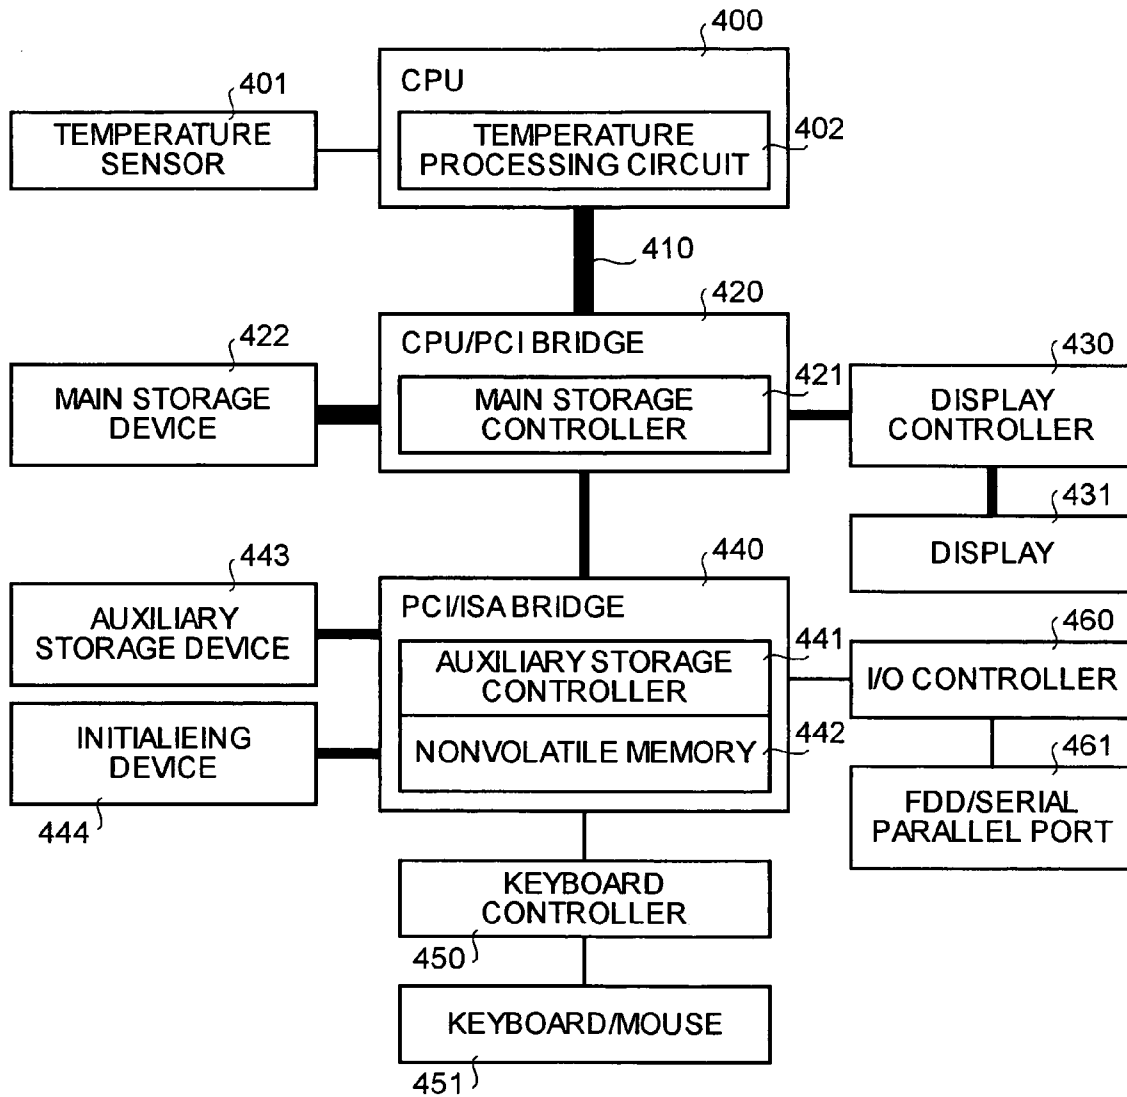 400
CPU
401
TEMPERATURE
SENSOR
TEMPERATURE
PROCESSING CIRCUIT
402
410
420
CPU/PCI BRIDGE
422
MAIN STORAGE
DEVICE
MAIN STORAGE
CONTROLLER
421
430
DISPLAY
CONTROLLER
431
DISPLAY
443
AUXILIARY
STORAGE DEVICE
440
PCI/ISA BRIDGE
AUXILIARY STORAGE
CONTROLLER
441
460
I/O CONTROLLER
INITIALIEING
DEVICE
444
NONVOLATILE MEMORY
442
461
FDD/SERIAL
PARALLEL PORT
KEYBOARD
CONTROLLER
450
KEYBOARD/MOUSE
451